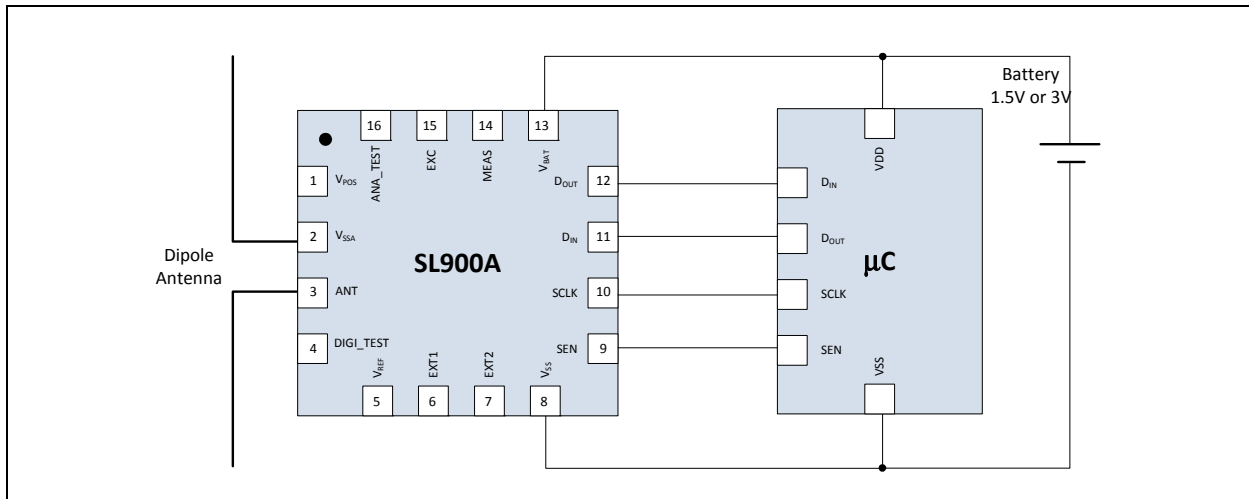 Battery
1.5V or 3V
16
15
14
13
ANA_TEST
EXC
MEAS
VBAT
VDD
1
VPOS
DOUT
12
DIN
2
VSSA
DIN
11
DOUT
Dipole
Antenna
SL900A
µC
3
ANT
SCLK
10
SCLK
4
DIGI_TEST
SEN
9
SEN
VREF
EXT1
EXT2
VSS
VSS
5
6
7
8